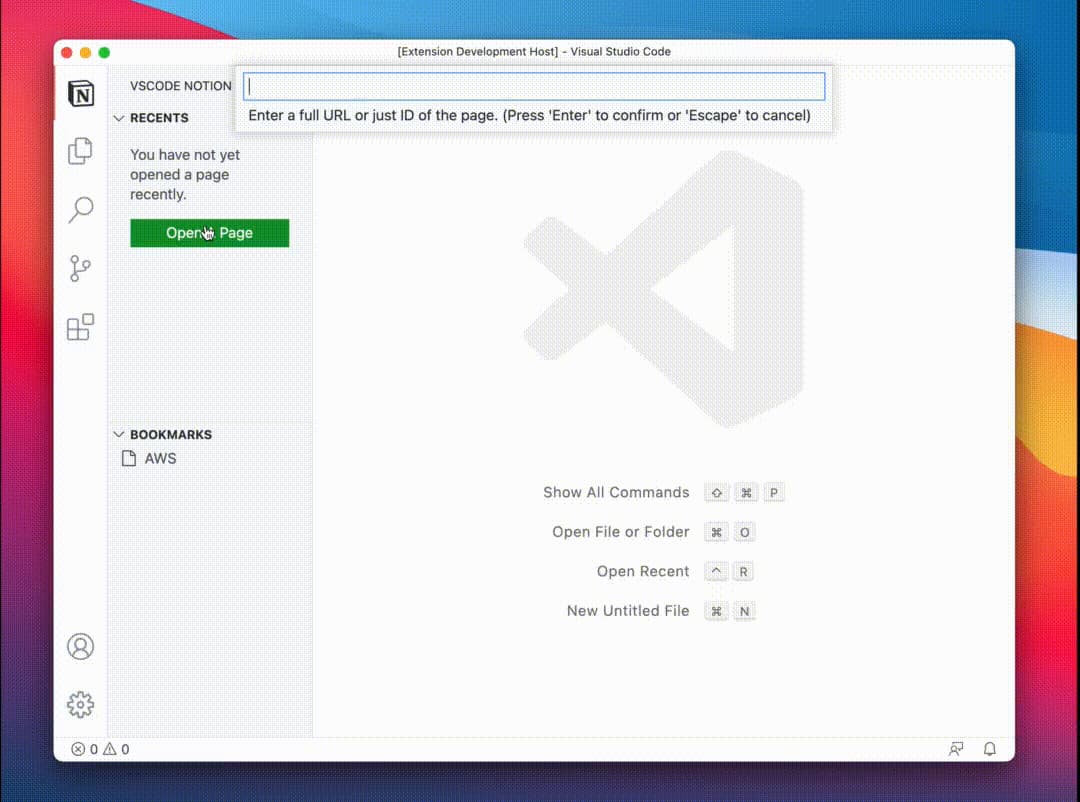 [Extension Development Host] - Visual Studio Code
VSCODE NOTION
Enter a full URL or just ID of the page. (Press 'Enter' to confirm or 'Escape' to cancel)
RECENTS
You have not yet
opened a page
recently.
Open Page
BOOKMARKS
AWS
Show All Commands ⇧ ⌘ P
Open File or Folder ⌘ O
Open Recent ^ R
New Untitled File ⌘ N
0 0